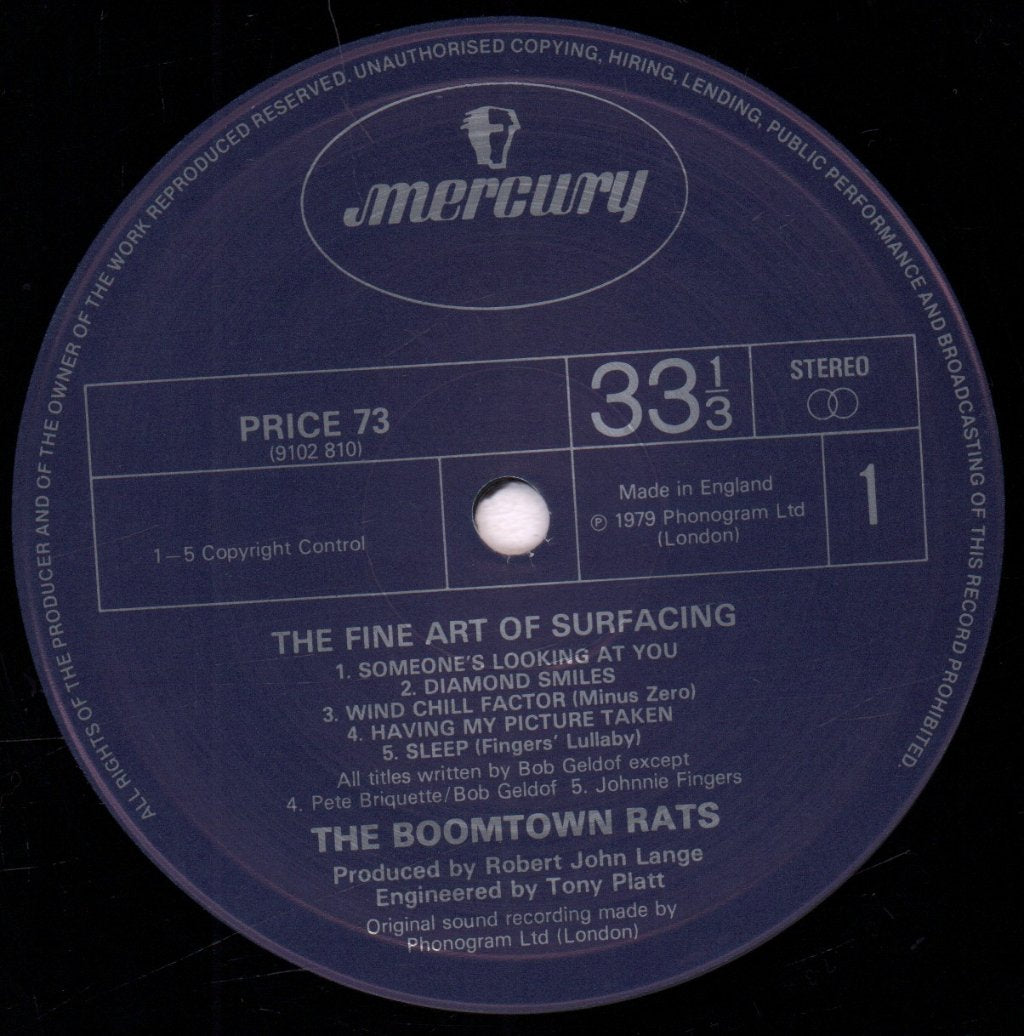 ALL RIGHTS OF THE PRODUCER AND OF THE OWNER OF THE WORK REPRODUCED RESERVED. UNAUTHORISED COPYING, HIRING, LENDING, PUBLIC PERFORMANCE AND BROADCASTING OF THIS RECORD PROHIBITED.
mercury
PRICE 73
(9102 810)
33 1/3
STEREO
1–5 Copyright Control
Made in England
℗ 1979 Phonogram Ltd
(London)
1
THE FINE ART OF SURFACING
1. SOMEONE'S LOOKING AT YOU
2. DIAMOND SMILES
3. WIND CHILL FACTOR (Minus Zero)
4. HAVING MY PICTURE TAKEN
5. SLEEP (Fingers' Lullaby)
All titles written by Bob Geldof except
4. Pete Briquette/Bob Geldof 5. Johnnie Fingers
THE BOOMTOWN RATS
Produced by Robert John Lange
Engineered by Tony Platt
Original sound recording made by
Phonogram Ltd (London)